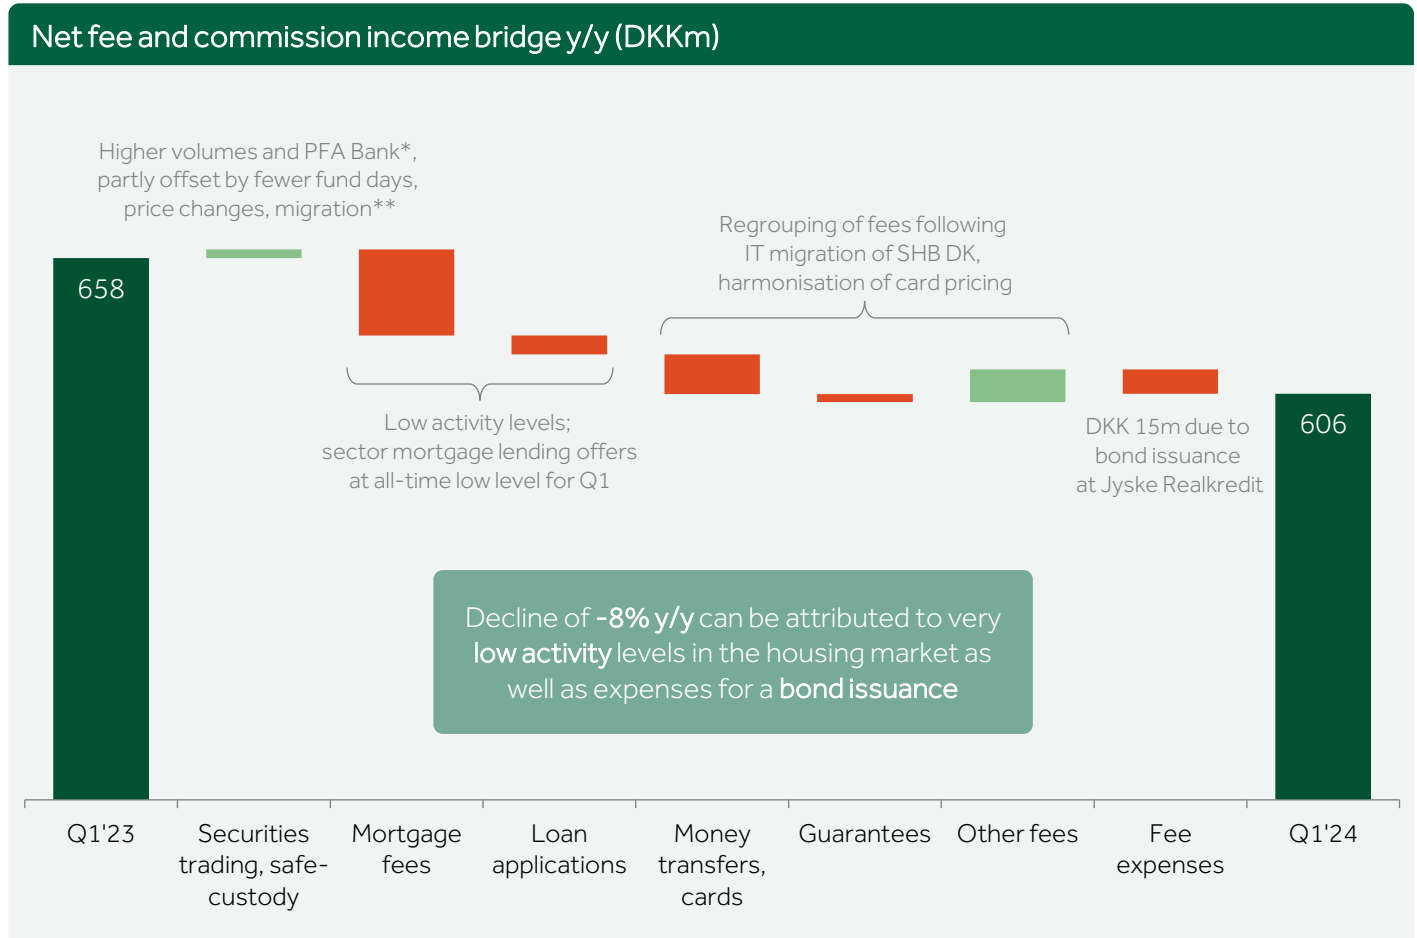 Net fee and commission income bridge y/y (DKKm)
Higher volumes and PFA Bank*,
partly offset by fewer fund days,
price changes, migration**
Regrouping of fees following
IT migration of SHB DK,
harmonisation of card pricing
658
Low activity levels;
sector mortgage lending offers
at all-time low level for Q1
DKK 15m due to
bond issuance
at Jyske Realkredit
606
Decline of -8% y/y can be attributed to very
low activity levels in the housing market as
well as expenses for a bond issuance
Q1'23
Securities
trading, safe-
custody
Mortgage
fees
Loan
applications
Money
transfers,
cards
Guarantees
Other fees
Fee
expenses
Q1'24